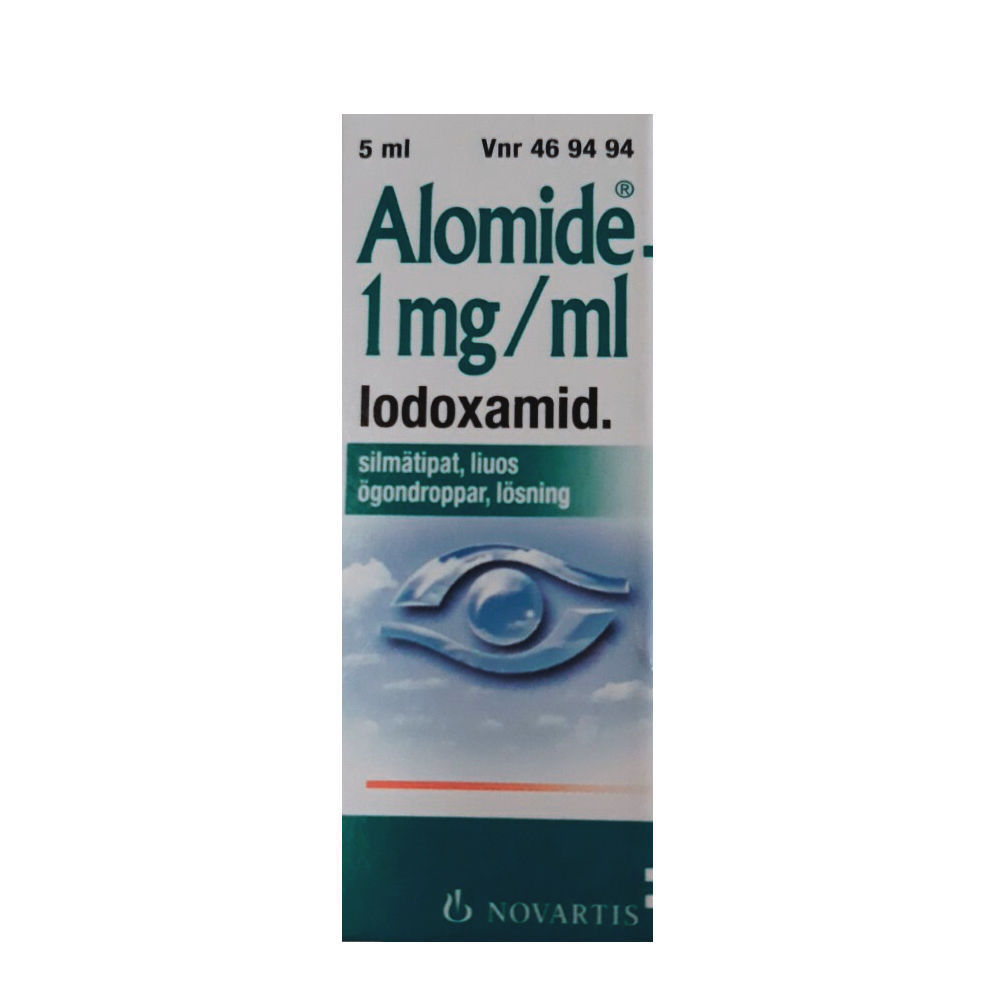 5 ml Vnr 46 94 94
Alomide®
1 mg/ml
lodoxamid.
silmätipat, liuos
ögondroppar, lösning
NOVARTIS